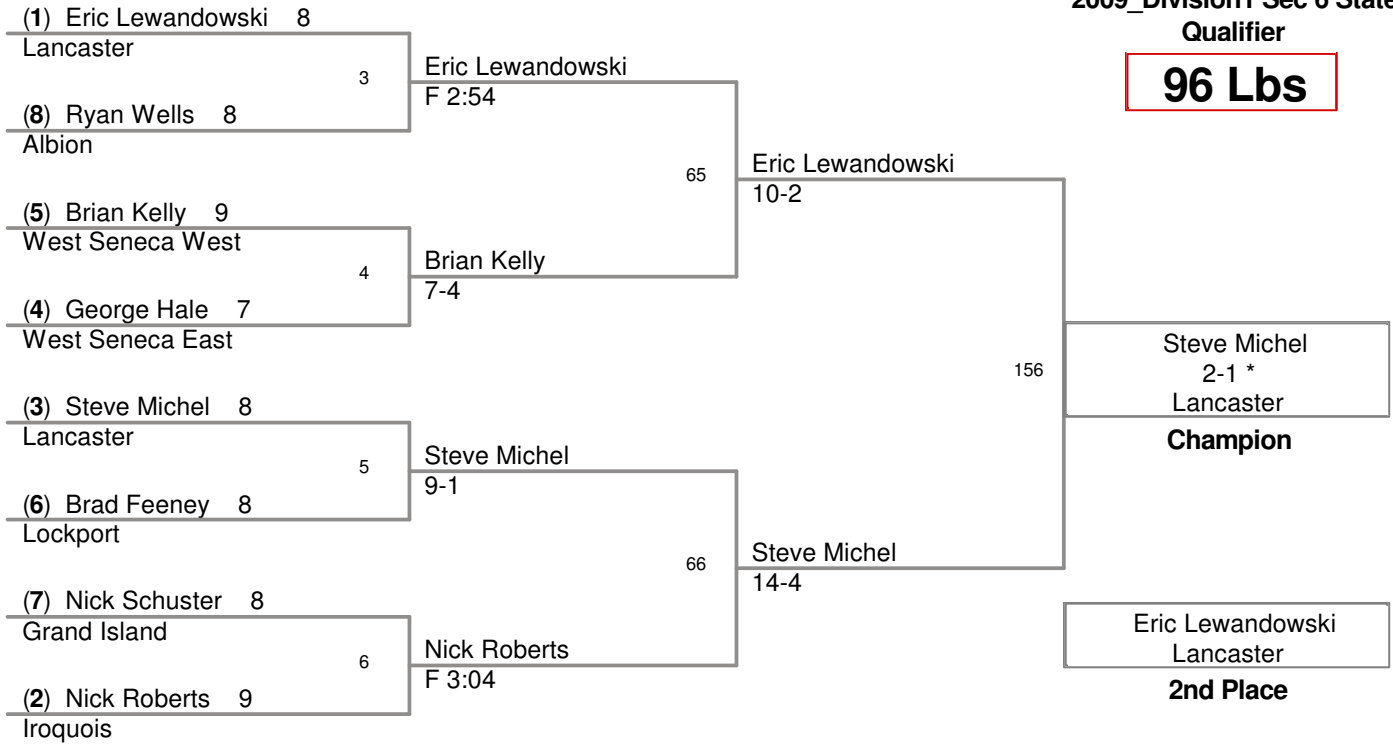 2009_Division1 Sec 6 State
Qualifier
96 Lbs
(1) Eric Lewandowski 8
Lancaster
3
(8) Ryan Wells 8
Albion
Eric Lewandowski
F 2:54
65
(5) Brian Kelly 9
West Seneca West
4
(4) George Hale 7
West Seneca East
Brian Kelly
7-4
Eric Lewandowski
10-2
156
(3) Steve Michel 8
Lancaster
5
(6) Brad Feeney 8
Lockport
Steve Michel
9-1
66
(7) Nick Schuster 8
Grand Island
6
(2) Nick Roberts 9
Iroquois
Nick Roberts
F 3:04
Steve Michel
14-4
Steve Michel
2-1 *
Lancaster
Champion
Eric Lewandowski
Lancaster
2nd Place